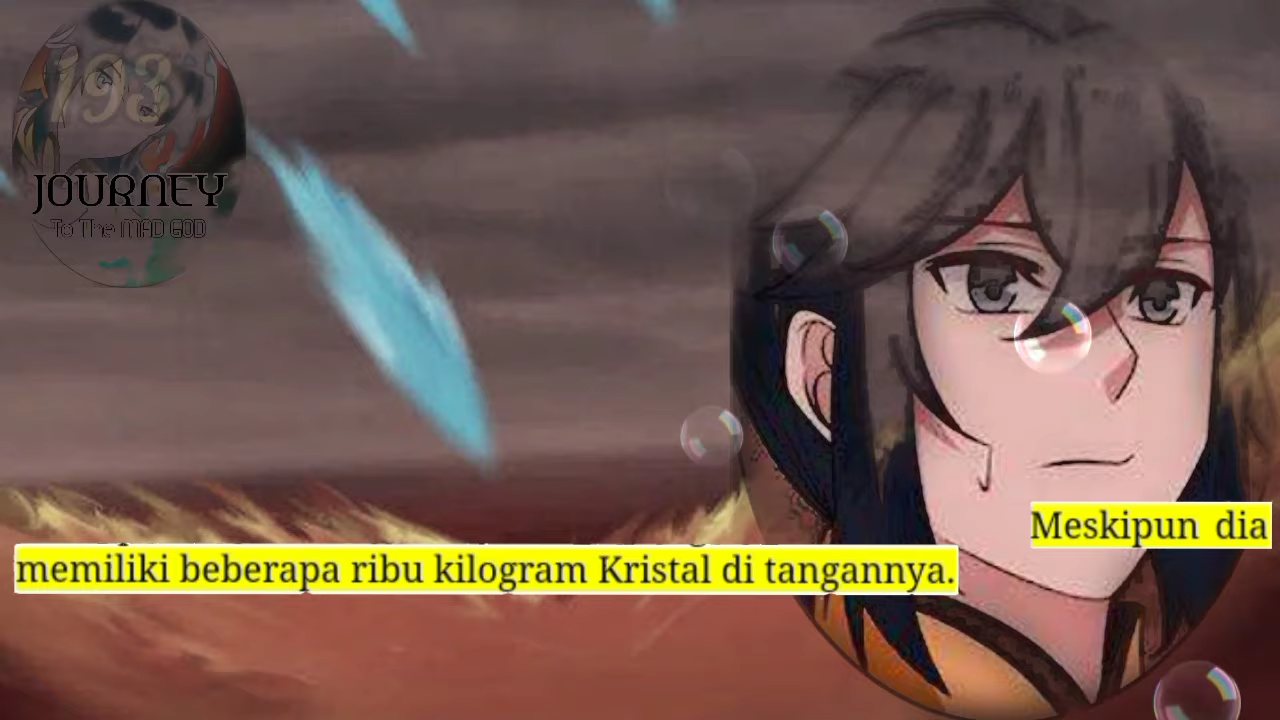 193
JOURNEY
To The MAD GOD
Meskipun dia
memiliki beberapa ribu kilogram Kristal di tangannya.